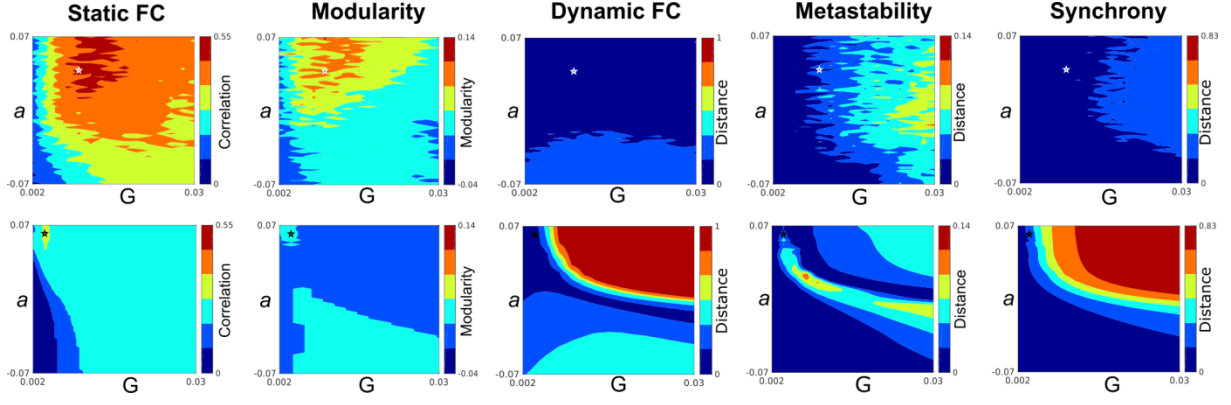 Static FC
Modularity
Dynamic FC
Metastability
Synchrony
0.07
a
-0.07
0.002
G
0.03
0.55
Correlation
0
0.07
a
-0.07
0.002
G
0.03
0.14
Modularity
-0.04
0.07
a
-0.07
0.002
G
0.03
1
Distance
0
0.07
a
-0.07
0.002
G
0.03
0.14
Distance
0
0.07
a
-0.07
0.002
G
0.03
0.83
Distance
0
0.07
a
-0.07
0.002
G
0.03
0.55
Correlation
0
0.07
a
-0.07
0.002
G
0.03
0.14
Modularity
-0.04
0.07
a
-0.07
0.002
G
0.03
1
Distance
0
0.07
a
-0.07
0.002
G
0.03
0.14
Distance
0
0.07
a
-0.07
0.002
G
0.03
0.83
Distance
0